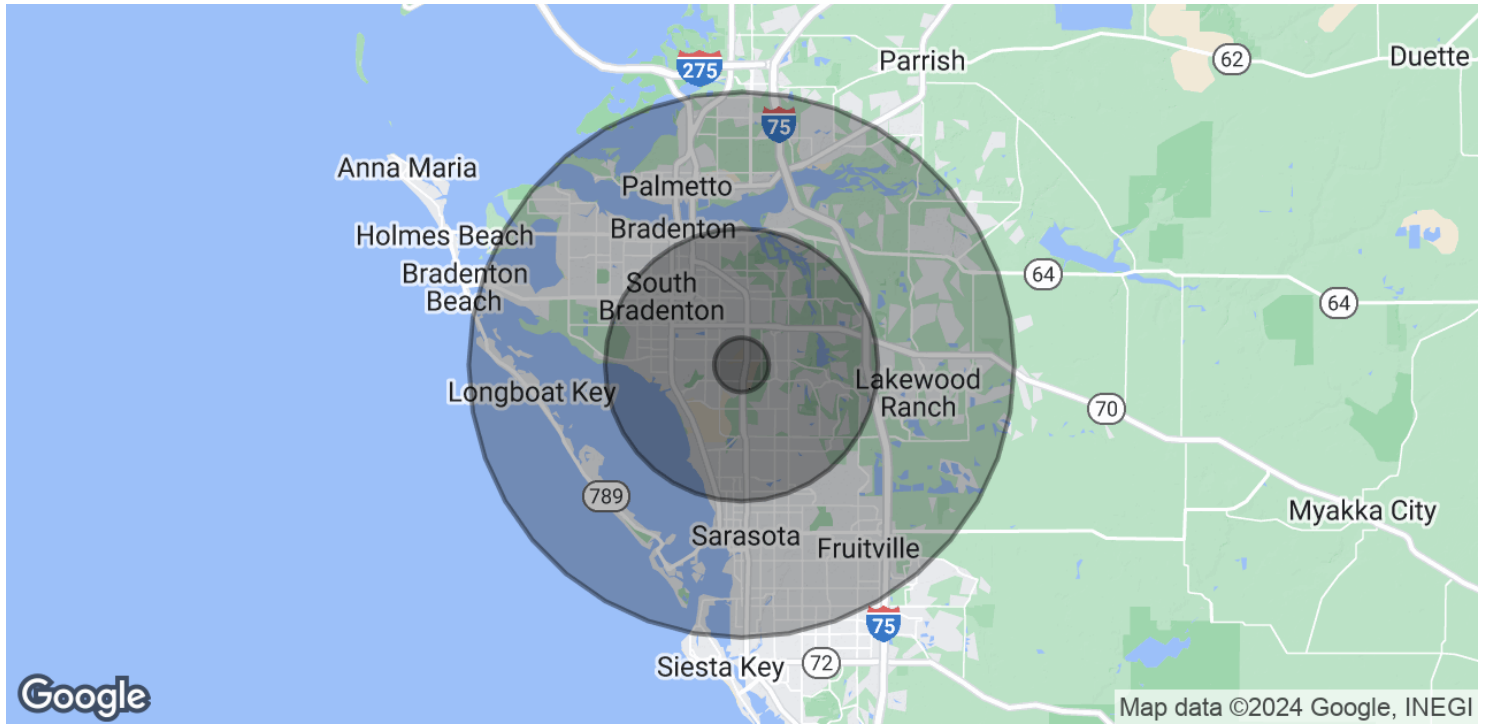 Parrish
62
Duette
275
75
Anna Maria
Palmetto
Holmes Beach
Bradenton
Bradenton
Beach
South
Bradenton
64
64
Longboat Key
Lakewood
Ranch
70
789
Myakka City
Sarasota
Fruitville
75
Siesta Key
72
Google
Map data ©2024 Google, INEGI